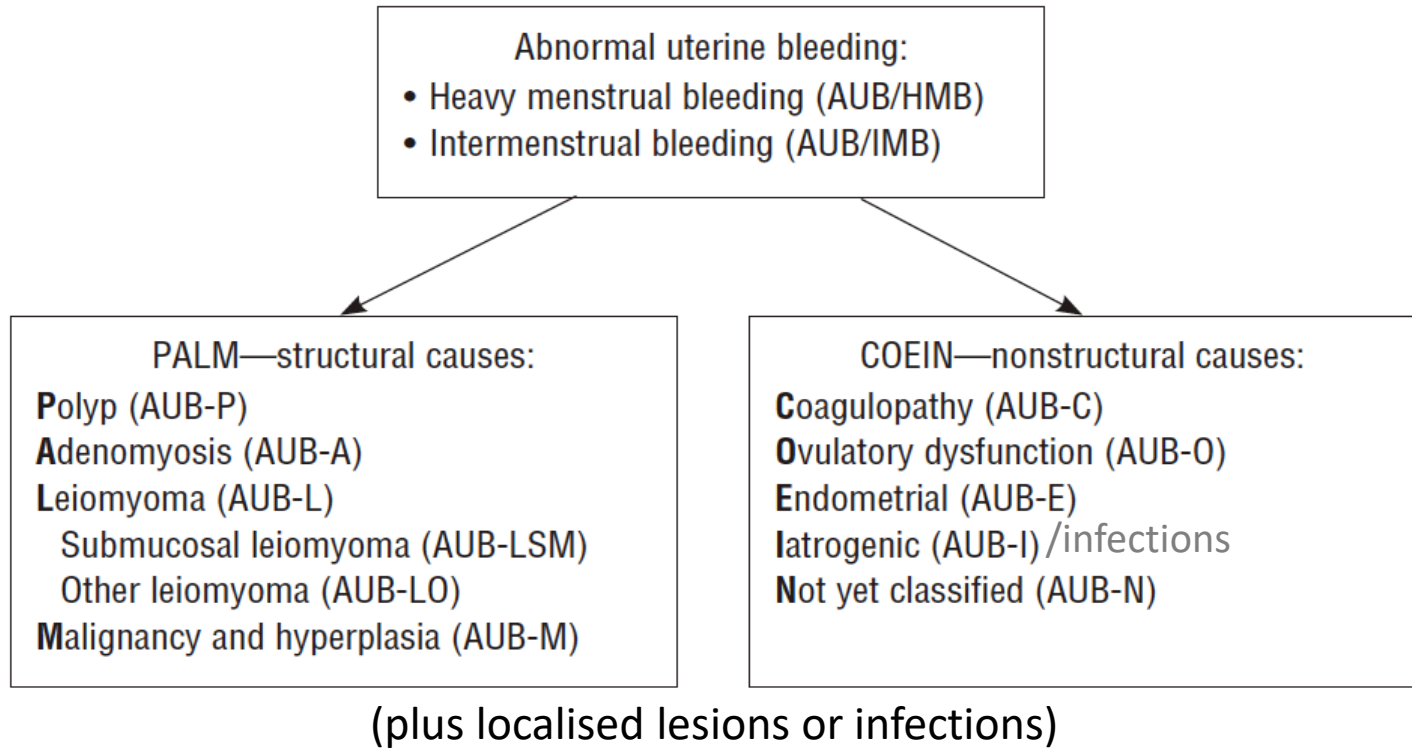 Abnormal uterine bleeding:
• Heavy menstrual bleeding (AUB/HMB)
• Intermenstrual bleeding (AUB/IMB)
PALM—structural causes:
Polyp (AUB-P)
Adenomyosis (AUB-A)
Leiomyoma (AUB-L)
Submucosal leiomyoma (AUB-LSM)
Other leiomyoma (AUB-LO)
Malignancy and hyperplasia (AUB-M)
COEIN—nonstructural causes:
Coagulopathy (AUB-C)
Ovulatory dysfunction (AUB-O)
Endometrial (AUB-E)
Iatrogenic (AUB-I) /infections
Not yet classified (AUB-N)
(plus localised lesions or infections)